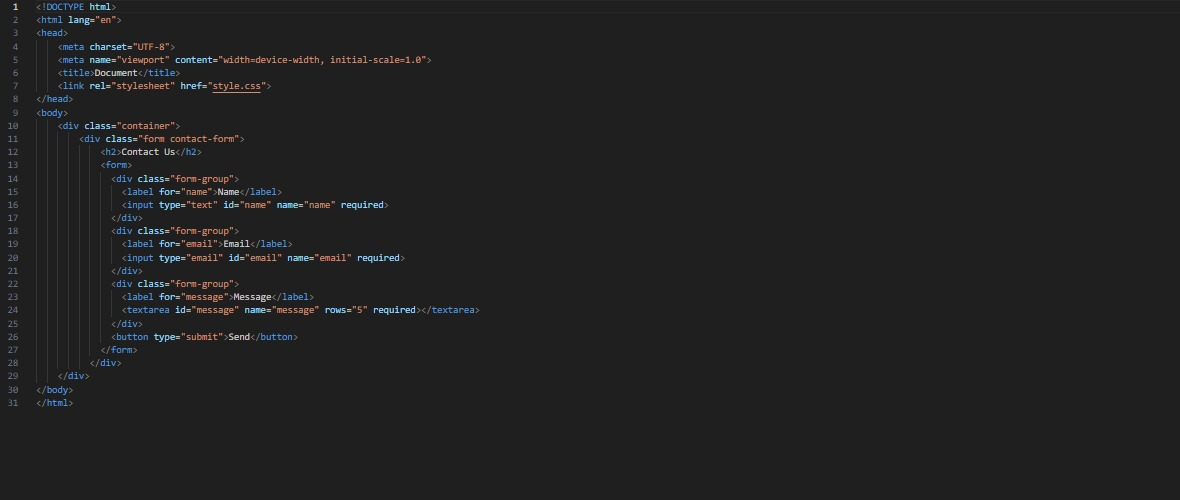 1 <!DOCTYPE html>
2 <html lang="en">
3 <head>
4 <meta charset="UTF-8">
5 <meta name="viewport" content="width=device-width, initial-scale=1.0">
6 <title>Document</title>
7 <link rel="stylesheet" href="style.css">
8 </head>
9 <body>
10 <div class="container">
11 <div class="form contact-form">
12 <h2>Contact Us</h2>
13 <form>
14 <div class="form-group">
15 <label for="name">Name</label>
16 <input type="text" id="name" name="name" required>
17 </div>
18 <div class="form-group">
19 <label for="email">Email</label>
20 <input type="email" id="email" name="email" required>
21 </div>
22 <div class="form-group">
23 <label for="message">Message</label>
24 <textarea id="message" name="message" rows="5" required></textarea>
25 </div>
26 <button type="submit">Send</button>
27 </form>
28 </div>
29 </div>
30 </body>
31 </html>